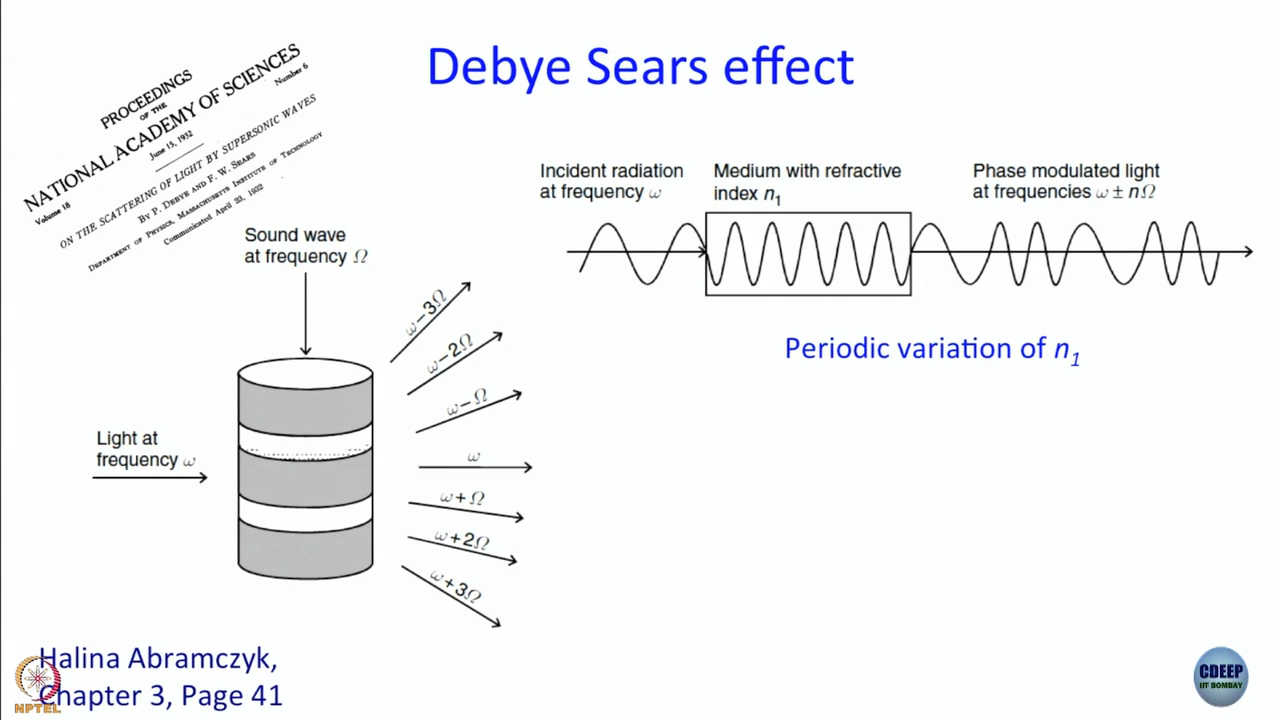 Debye Sears effect
PROCEEDINGS
OF THE
NATIONAL ACADEMY OF SCIENCES
Volume 18
June 15, 1932
Number 6
ON THE SCATTERING OF LIGHT BY SUPERSONIC WAVES
By P. DEBYE AND F. W. SEARS
DEPARTMENT OF PHYSICS, MASSACHUSETTS INSTITUTE OF TECHNOLOGY
Communicated April 23, 1932
Incident radiation
at frequency ω
Medium with refractive
index n₁
Phase modulated light
at frequencies ω ± nΩ
Periodic variation of n₁
Sound wave
at frequency Ω
Light at
frequency ω
ω−3Ω
ω−2Ω
ω−Ω
ω
ω+Ω
ω+2Ω
ω+3Ω
Halina Abramczyk,
Chapter 3, Page 41
NPTEL
CDEEP
IIT BOMBAY